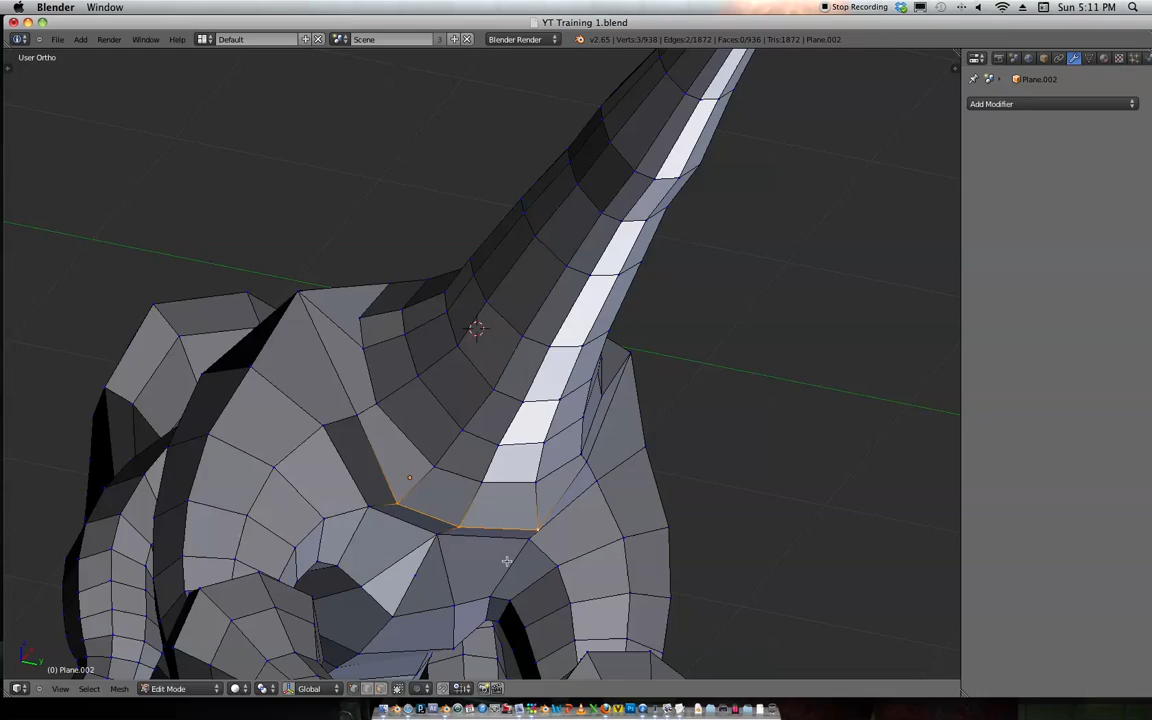 Blender Window Stop Recording Sun 5:11 PM
YT Training 1.blend
File Add Render Window Help Default Scene 3 Blender Render v2.65 | Verts:3/938 | Edges:2/1872 | Faces:0/936 | Tris:1872 | Plane.002
User Ortho
Plane.002
Add Modifier
z
y
(0) Plane.002
View Select Mesh Edit Mode Global